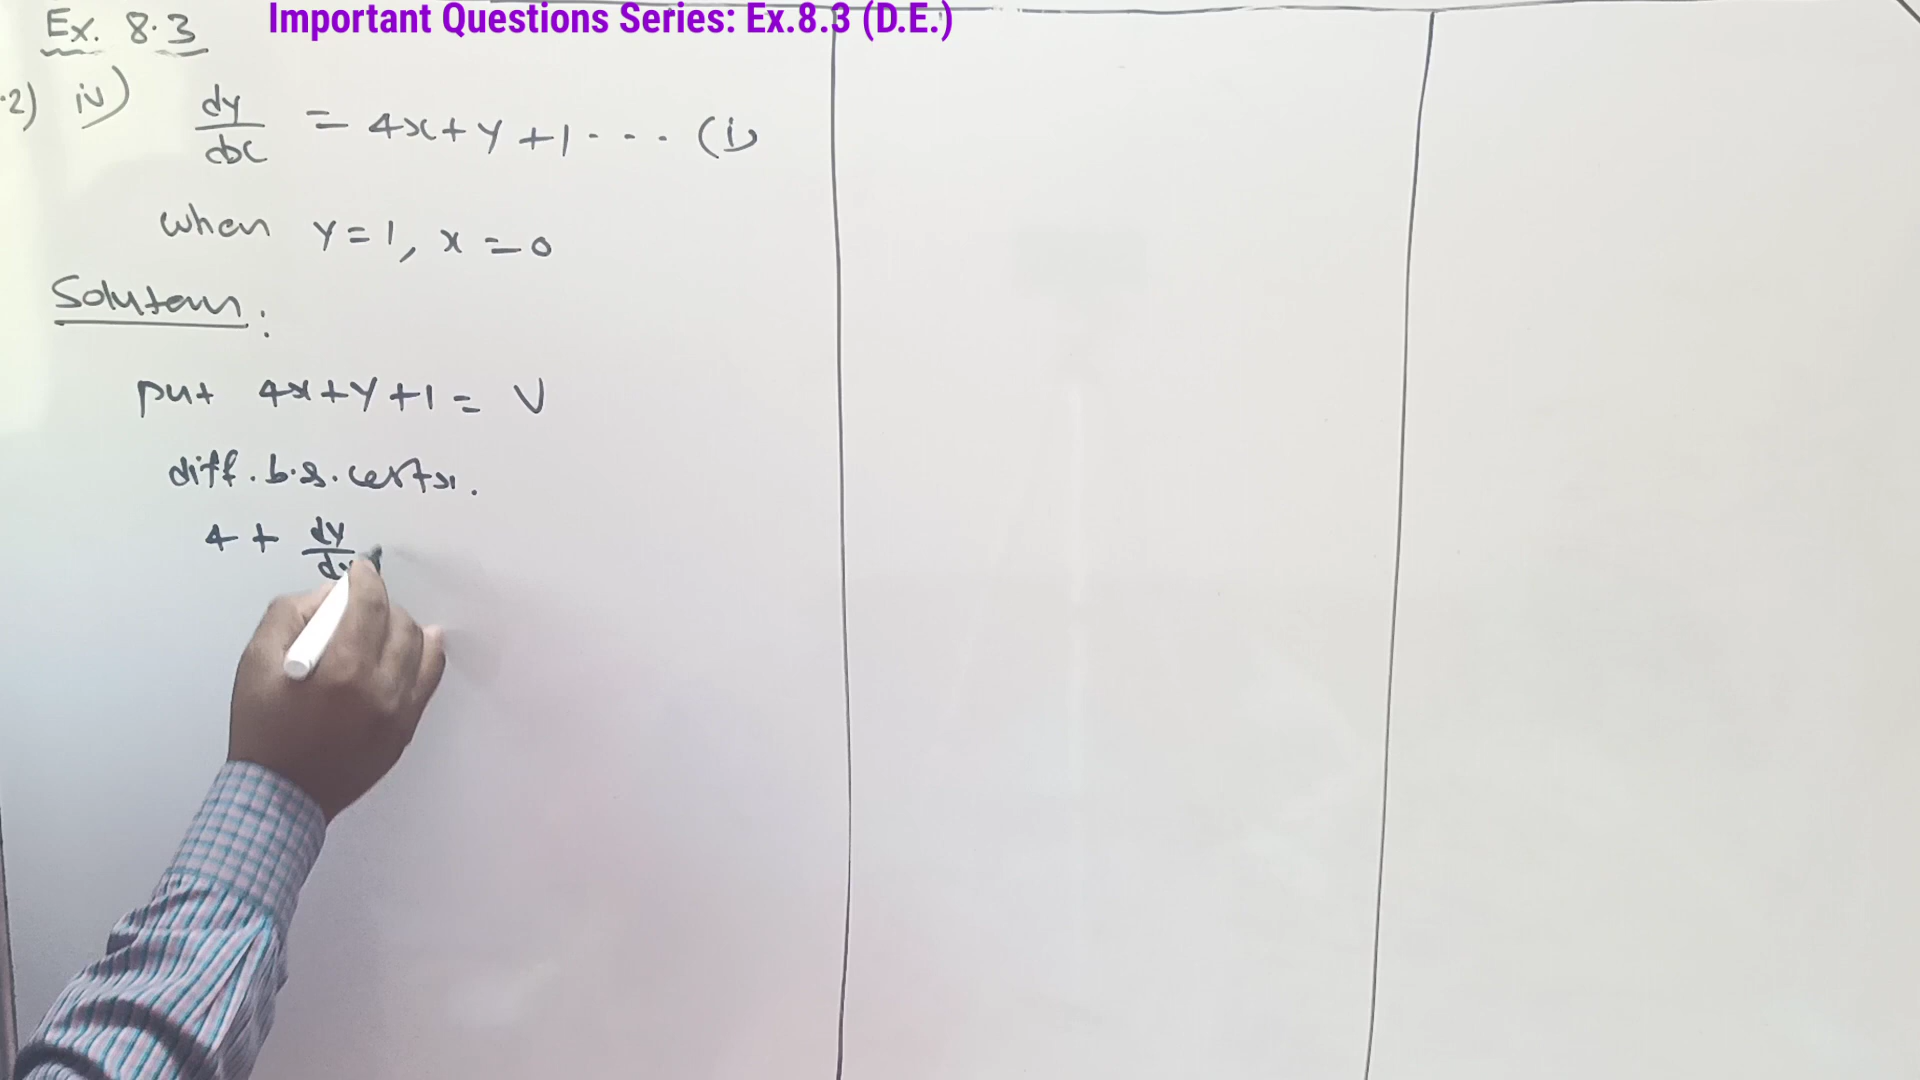 Important Questions Series: Ex.8.3 (D.E.)
Ex. 8.3
2) iv) dy/dx = 4x+y+1 --- (i)
when y=1, x=0
Solution:
put 4x+y+1 = v
diff. b.s. w.r.t x.
4 + dy/dx